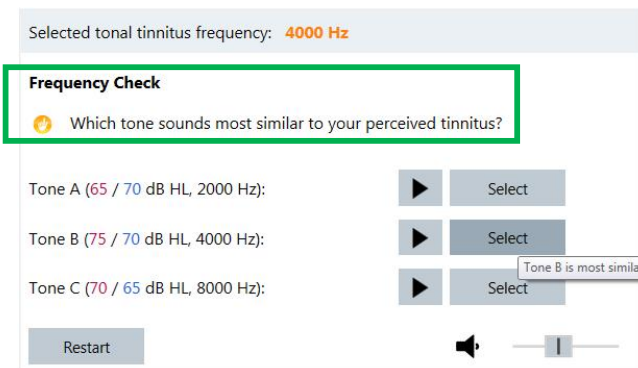 Selected tonal tinnitus frequency: 4000 Hz
Frequency Check
Which tone sounds most similar to your perceived tinnitus?
Tone A (65 / 70 dB HL, 2000 Hz): Select
Tone B (75 / 70 dB HL, 4000 Hz): Select
Tone B is most
Tone C (70 / 65 dB HL, 8000 Hz): Select
Restart